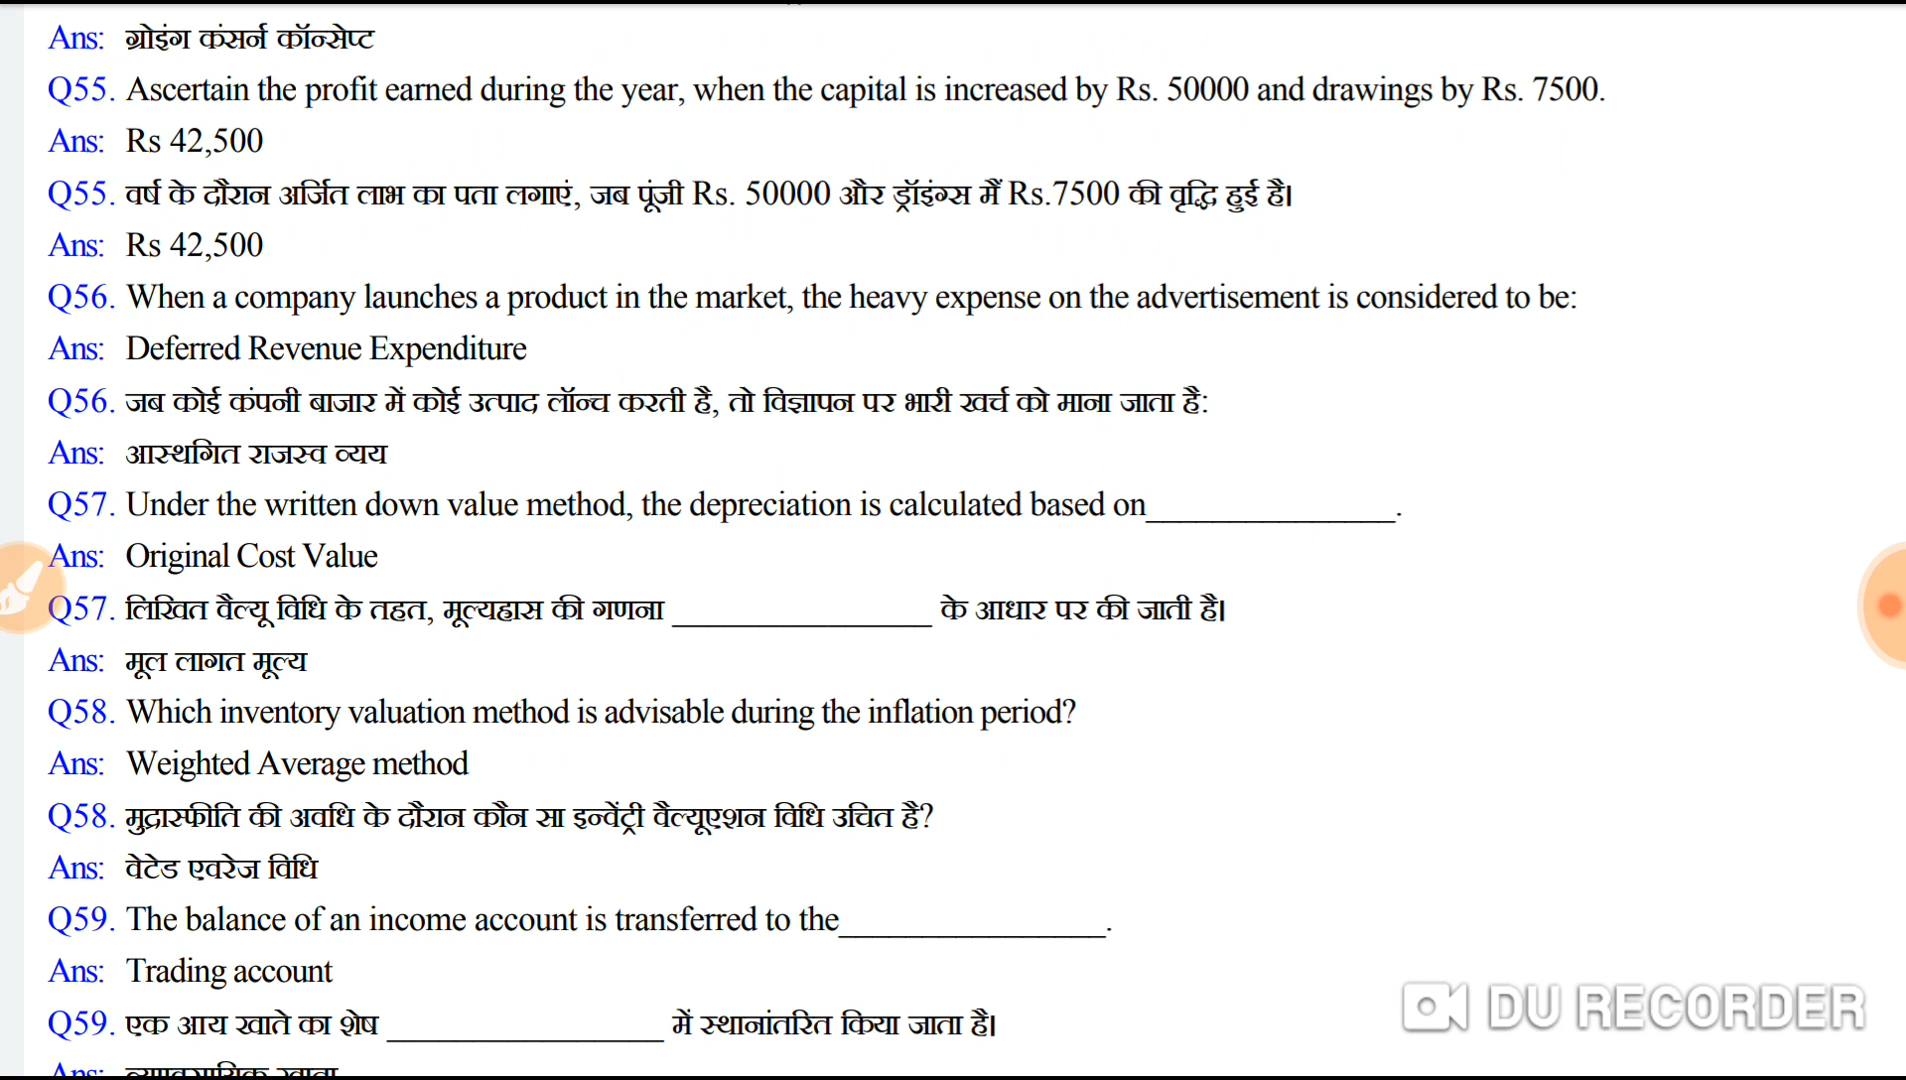 Ans: ग्रोइंग कंसर्न कॉन्सेप्ट
Q55. Ascertain the profit earned during the year, when the capital is increased by Rs. 50000 and drawings by Rs. 7500.
Ans: Rs 42,500
Q55. वर्ष के दौरान अर्जित लाभ का पता लगाएं, जब पूंजी Rs. 50000 और ड्रॉइंग्स मैं Rs.7500 की वृद्धि हुई है।
Ans: Rs 42,500
Q56. When a company launches a product in the market, the heavy expense on the advertisement is considered to be:
Ans: Deferred Revenue Expenditure
Q56. जब कोई कंपनी बाजार में कोई उत्पाद लॉन्च करती है, तो विज्ञापन पर भारी खर्च को माना जाता है:
Ans: आस्थगित राजस्व व्यय
Q57. Under the written down value method, the depreciation is calculated based on_______________.
Ans: Original Cost Value
Q57. लिखित वैल्यू विधि के तहत, मूल्यह्रास की गणना _______________ के आधार पर की जाती है।
Ans: मूल लागत मूल्य
Q58. Which inventory valuation method is advisable during the inflation period?
Ans: Weighted Average method
Q58. मुद्रास्फीति की अवधि के दौरान कौन सा इन्वेंट्री वैल्यूएशन विधि उचित है?
Ans: वेटेड एवरेज विधि
Q59. The balance of an income account is transferred to the________________.
Ans: Trading account
Q59. एक आय खाते का शेष ________________ में स्थानांतरित किया जाता है।
Ans: व्यावसायिक खाता
DU RECORDER